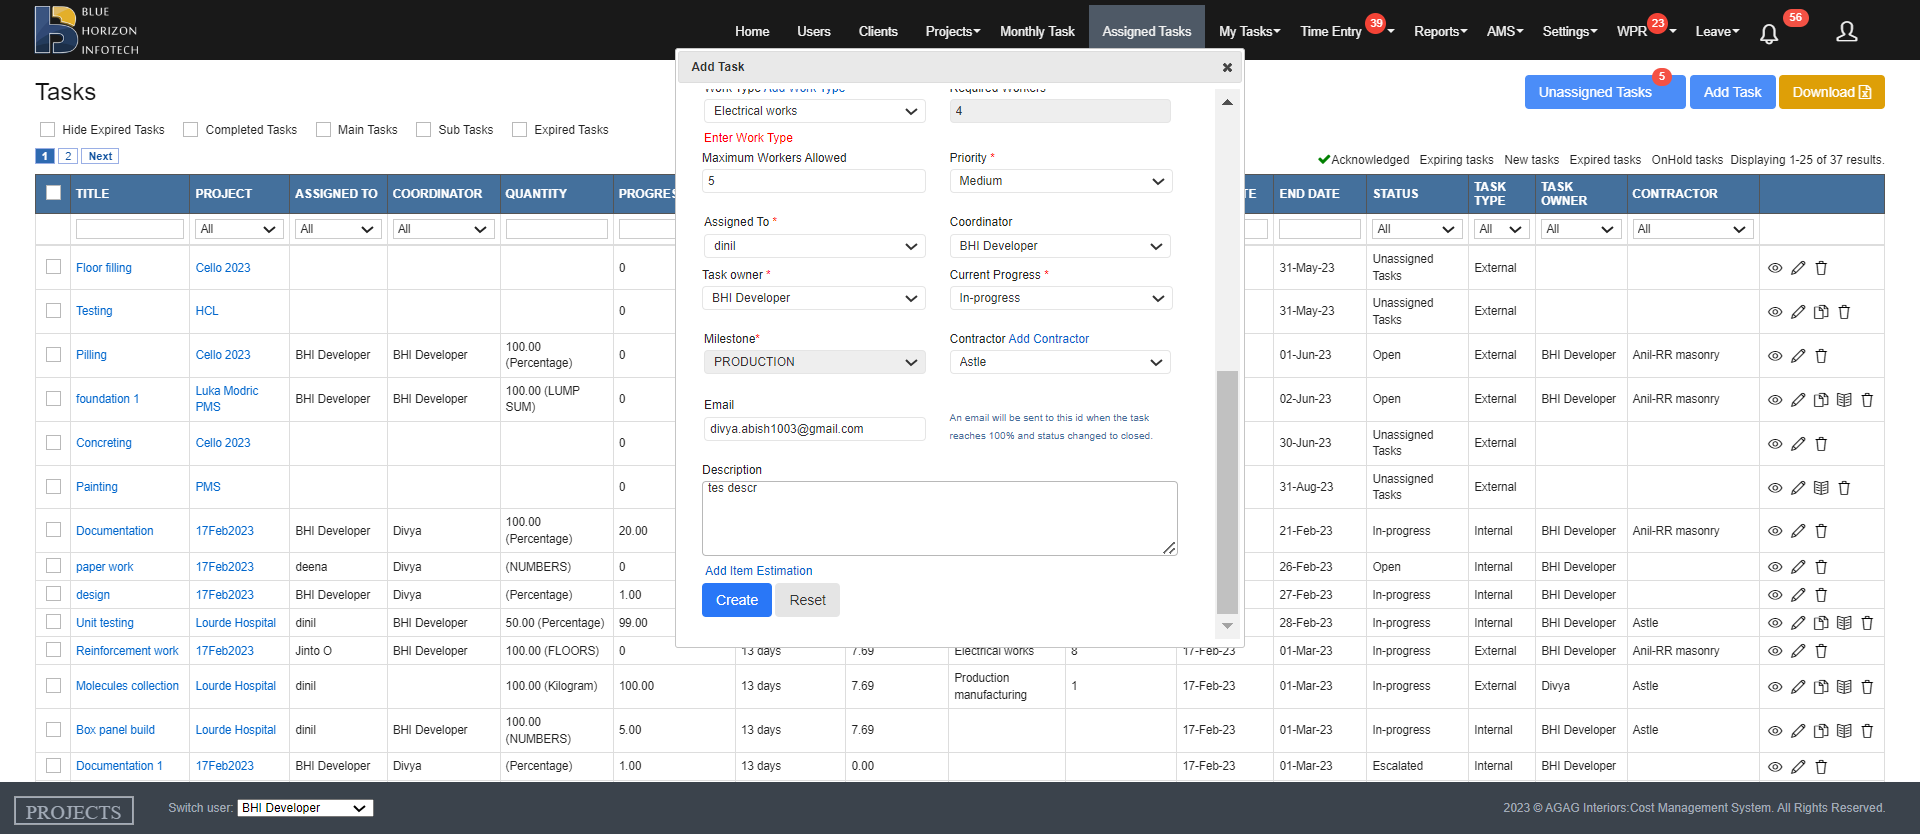 BLUE
HORIZON
INFOTECH
Home Users Clients Projects Monthly Task Assigned Tasks My Tasks Time Entry 39 Reports AMS Settings WPR 23 Leave 56
Add Task
Tasks
Unassigned Tasks 5 Add Task Download
Hide Expired Tasks Completed Tasks Main Tasks Sub Tasks Expired Tasks
1 2 Next
Acknowledged Expiring tasks New tasks Expired tasks OnHold tasks Displaying 1-25 of 37 results.
Work Type Add Work Type Required Workers
Electrical works 4
Enter Work Type
Maximum Workers Allowed Priority *
5 Medium
Assigned To * Coordinator
dinil BHI Developer
Task owner * Current Progress *
BHI Developer In-progress
Milestone* Contractor Add Contractor
PRODUCTION Astle
Email
divya.abish1003@gmail.com
An email will be sent to this id when the task
reaches 100% and status changed to closed.
Description
tes descr
Add Item Estimation
Create Reset
TITLE PROJECT ASSIGNED TO COORDINATOR QUANTITY PROGRES TE END DATE STATUS TASK TYPE TASK OWNER CONTRACTOR
All All All All All All All
Floor filling Cello 2023 0 31-May-23 Unassigned Tasks External
Testing HCL 0 31-May-23 Unassigned Tasks External
Pilling Cello 2023 BHI Developer BHI Developer 100.00 (Percentage) 0 01-Jun-23 Open External BHI Developer Anil-RR masonry
foundation 1 Luka Modric PMS BHI Developer BHI Developer 100.00 (LUMP SUM) 0 02-Jun-23 Open External BHI Developer Anil-RR masonry
Concreting Cello 2023 0 30-Jun-23 Unassigned Tasks External
Painting PMS 0 31-Aug-23 Unassigned Tasks External
Documentation 17Feb2023 BHI Developer Divya 100.00 (Percentage) 20.00 21-Feb-23 In-progress Internal BHI Developer Anil-RR masonry
paper work 17Feb2023 deena Divya (NUMBERS) 0 26-Feb-23 Open Internal BHI Developer
design 17Feb2023 BHI Developer Divya (Percentage) 1.00 27-Feb-23 In-progress Internal BHI Developer
Unit testing Lourde Hospital dinil BHI Developer 50.00 (Percentage) 99.00 28-Feb-23 In-progress Internal BHI Developer Astle
Reinforcement work 17Feb2023 Jinto O BHI Developer 100.00 (FLOORS) 0 13 days 7.69 Electrical works 8 17-Feb-23 01-Mar-23 In-progress External BHI Developer Anil-RR masonry
Molecules collection Lourde Hospital dinil 100.00 (Kilogram) 100.00 13 days 7.69 Production manufacturing 1 17-Feb-23 01-Mar-23 In-progress External Divya Astle
Box panel build Lourde Hospital dinil BHI Developer 100.00 (NUMBERS) 5.00 13 days 7.69 17-Feb-23 01-Mar-23 In-progress Internal BHI Developer Astle
Documentation 1 17Feb2023 BHI Developer Divya (Percentage) 1.00 13 days 0.00 17-Feb-23 01-Mar-23 Escalated Internal BHI Developer
PROJECTS Switch user: BHI Developer 2023 © AGAG Interiors:Cost Management System. All Rights Reserved.